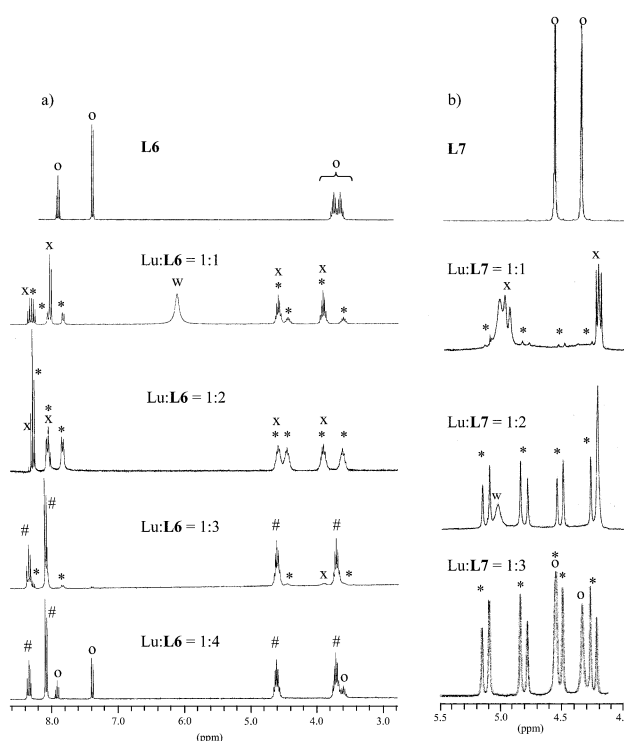 a)
L6
o
o
o
Lu:L6 = 1:1
x
*
*
x
*
w
x
*
*
x
*
*
Lu:L6 = 1:2
x
*
*
x
*
x
*
*
x
*
*
Lu:L6 = 1:3
#
*
#
*
#
*
#
x
*
Lu:L6 = 1:4
#
o
#
o
#
#
o
8.0 7.0 6.0 5.0 4.0 3.0
(ppm)
b)
L7
o
o
Lu:L7 = 1:1
*
x
*
*
*
x
Lu:L7 = 1:2
*
w
*
*
*
Lu:L7 = 1:3
*
*
*
o
*
o
*
5.5 5.0 4.5 4.0
(ppm)